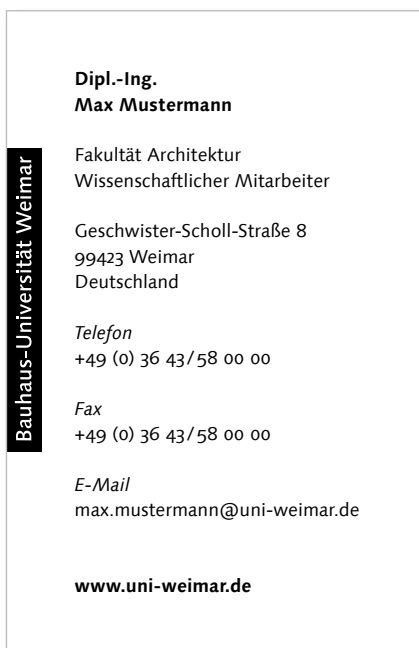 Dipl.-Ing.
Max Mustermann
Fakultät Architektur
Wissenschaftlicher Mitarbeiter
Geschwister-Scholl-Straße 8
99423 Weimar
Deutschland
Telefon
+49 (0) 36 43/58 00 00
Fax
+49 (0) 36 43/58 00 00
E-Mail
max.mustermann@uni-weimar.de
www.uni-weimar.de
Bauhaus-Universität Weimar